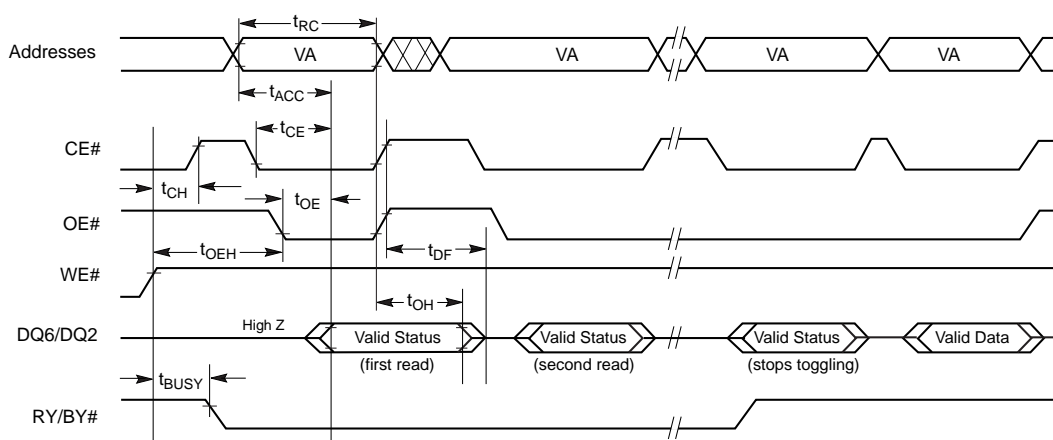 tRC
Addresses VA VA VA VA
tACC
tCE
CE#
tCH tOE
OE#
tOEH tDF
WE#
tOH
High Z
DQ6/DQ2 Valid Status Valid Status Valid Status Valid Data
(first read) (second read) (stops toggling)
tBUSY
RY/BY#